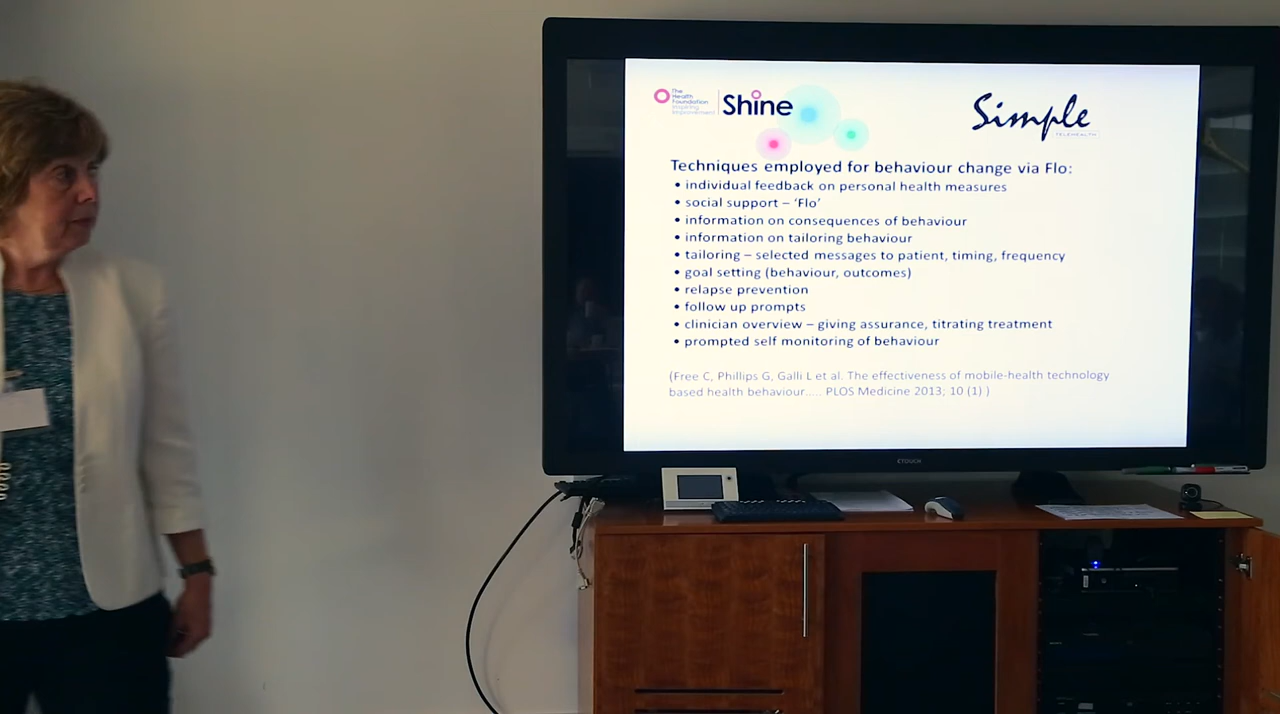 The
Health
Foundation
Inspiring
Improvement
Shine
Simple
TELEHEALTH
Techniques employed for behaviour change via Flo:
• individual feedback on personal health measures
• social support – ‘Flo’
• information on consequences of behaviour
• information on tailoring behaviour
• tailoring – selected messages to patient, timing, frequency
• goal setting (behaviour, outcomes)
• relapse prevention
• follow up prompts
• clinician overview – giving assurance, titrating treatment
• prompted self monitoring of behaviour
(Free C, Phillips G, Galli L et al. The effectiveness of mobile-health technology
based health behaviour..... PLOS Medicine 2013; 10 (1) )
CTOUCH